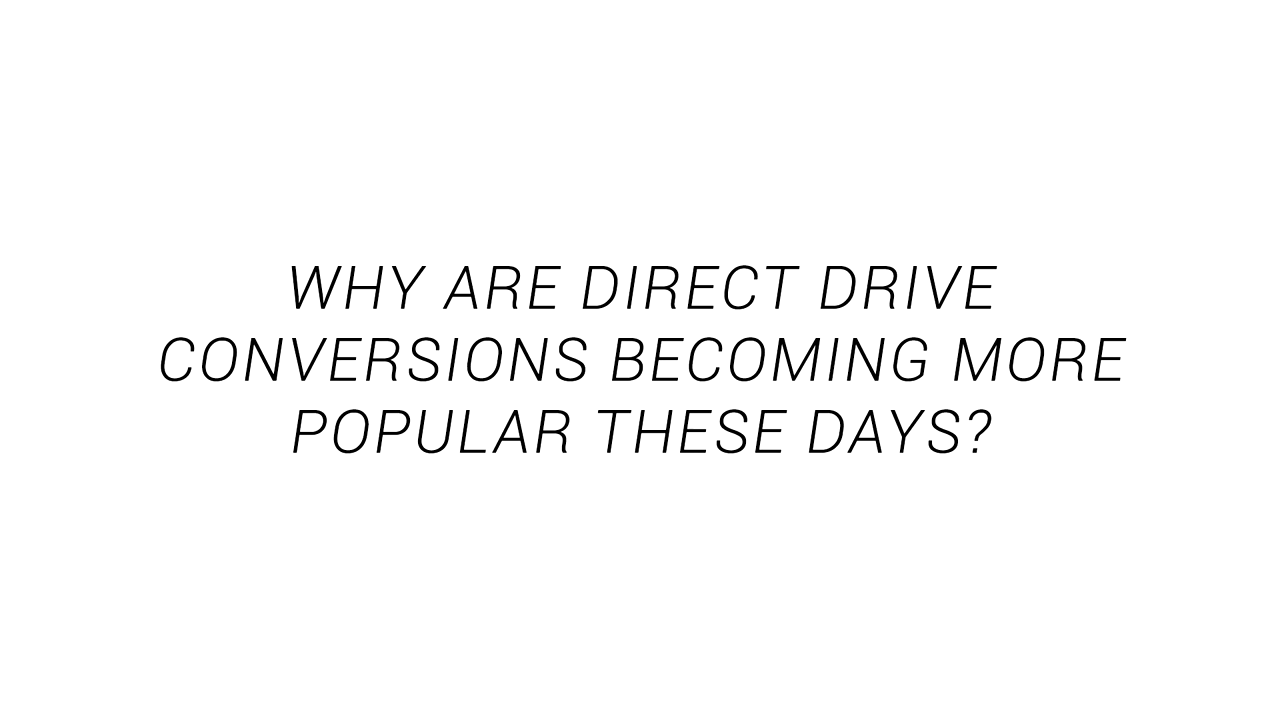 WHY ARE DIRECT DRIVE
CONVERSIONS BECOMING MORE
POPULAR THESE DAYS?